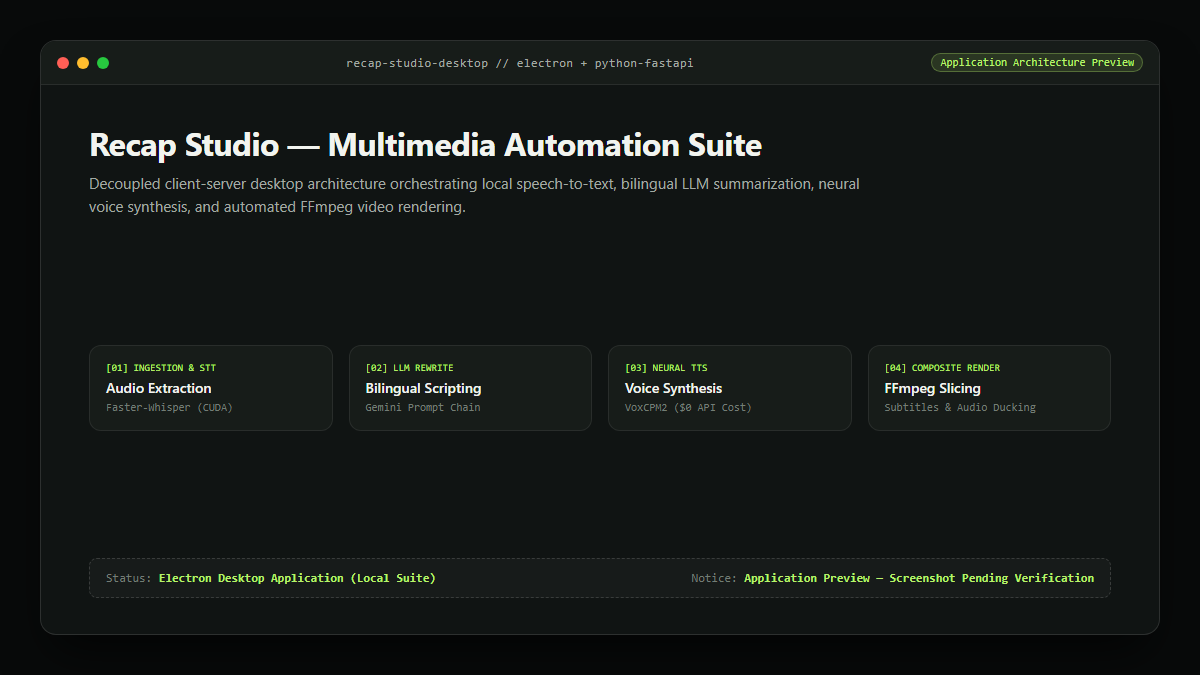 recap-studio-desktop // electron + python-fastapi
Application Architecture Preview
Recap Studio — Multimedia Automation Suite
Decoupled client-server desktop architecture orchestrating local speech-to-text, bilingual LLM summarization, neural
voice synthesis, and automated FFmpeg video rendering.
[01] INGESTION & STT
Audio Extraction
Faster-Whisper (CUDA)
[02] LLM REWRITE
Bilingual Scripting
Gemini Prompt Chain
[03] NEURAL TTS
Voice Synthesis
VoxCPM2 ($0 API Cost)
[04] COMPOSITE RENDER
FFmpeg Slicing
Subtitles & Audio Ducking
Status: Electron Desktop Application (Local Suite)
Notice: Application Preview — Screenshot Pending Verification